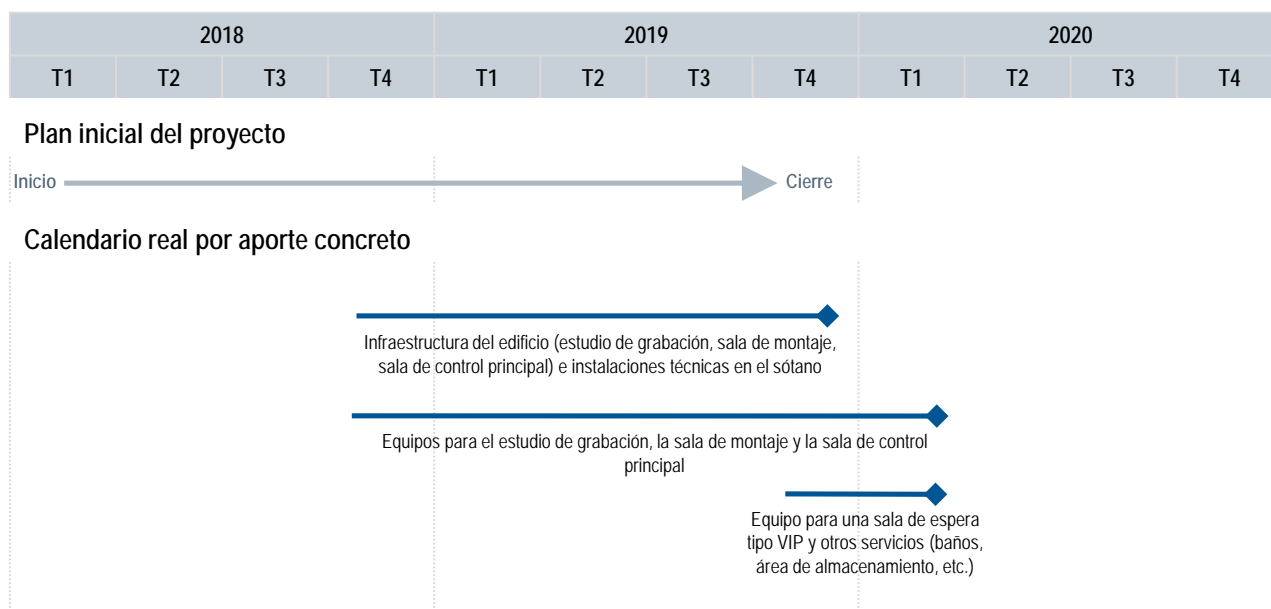 2018 2019 2020
T1 T2 T3 T4 T1 T2 T3 T4 T1 T2 T3 T4
Plan inicial del proyecto
Inicio Cierre
Calendario real por aporte concreto
Infraestructura del edificio (estudio de grabación, sala de montaje,
sala de control principal) e instalaciones técnicas en el sótano
Equipos para el estudio de grabación, la sala de montaje y la sala de control
principal
Equipo para una sala de espera
tipo VIP y otros servicios (baños,
área de almacenamiento, etc.)